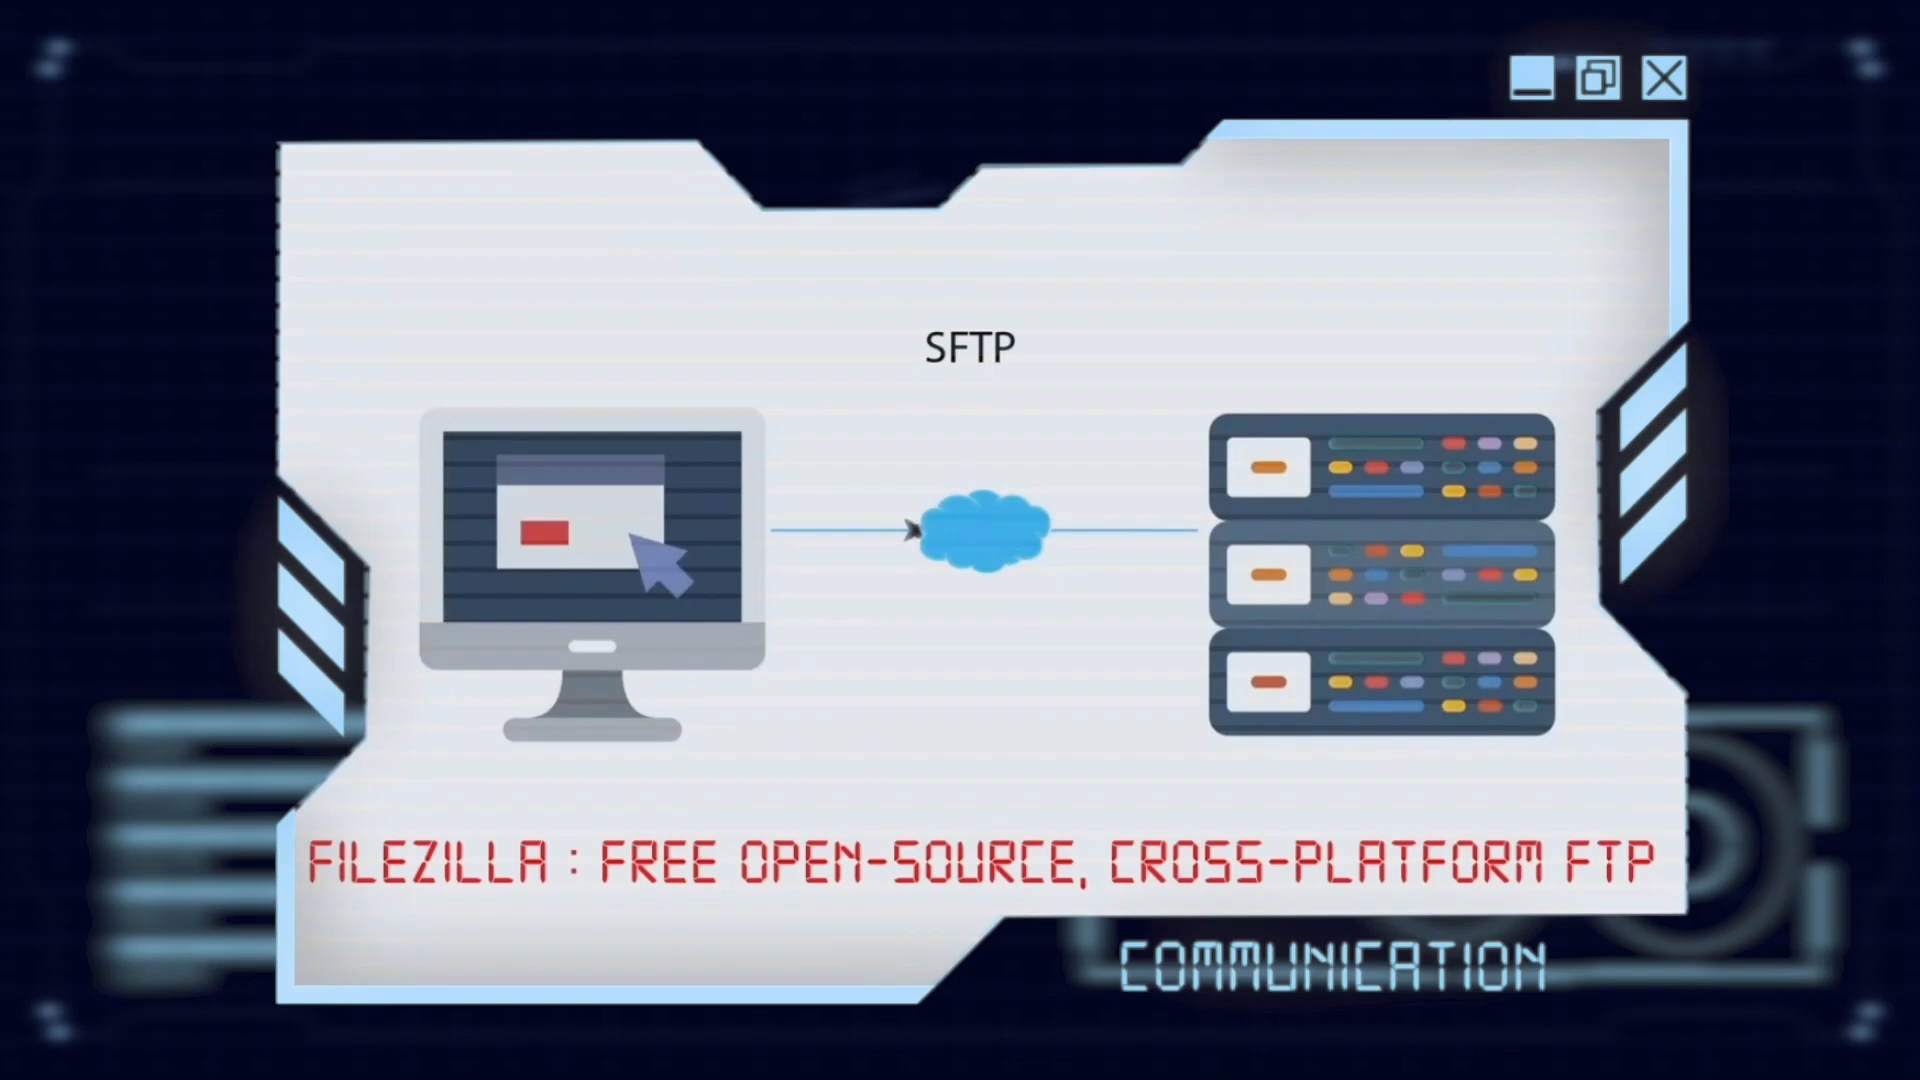 SFTP
FILEZILLA : FREE OPEN-SOURCE, CROSS-PLATFORM FTP
COMMUNICATION